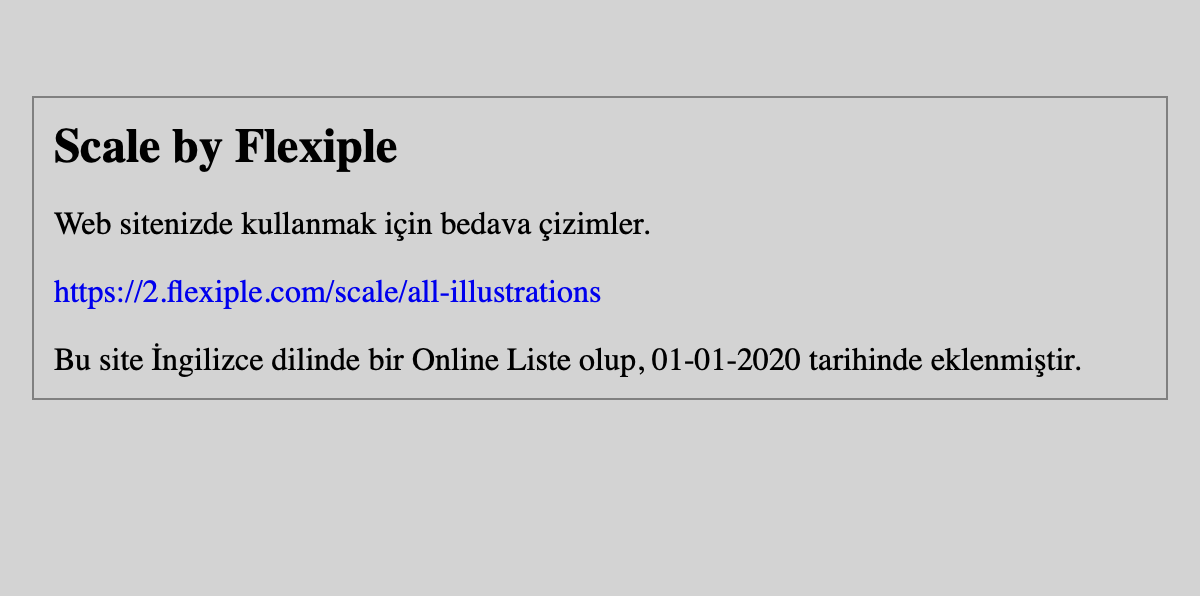 Scale by Flexiple
Web sitenizde kullanmak için bedava çizimler.
https://2.flexiple.com/scale/all-illustrations
Bu site İngilizce dilinde bir Online Liste olup, 01-01-2020 tarihinde eklenmiştir.